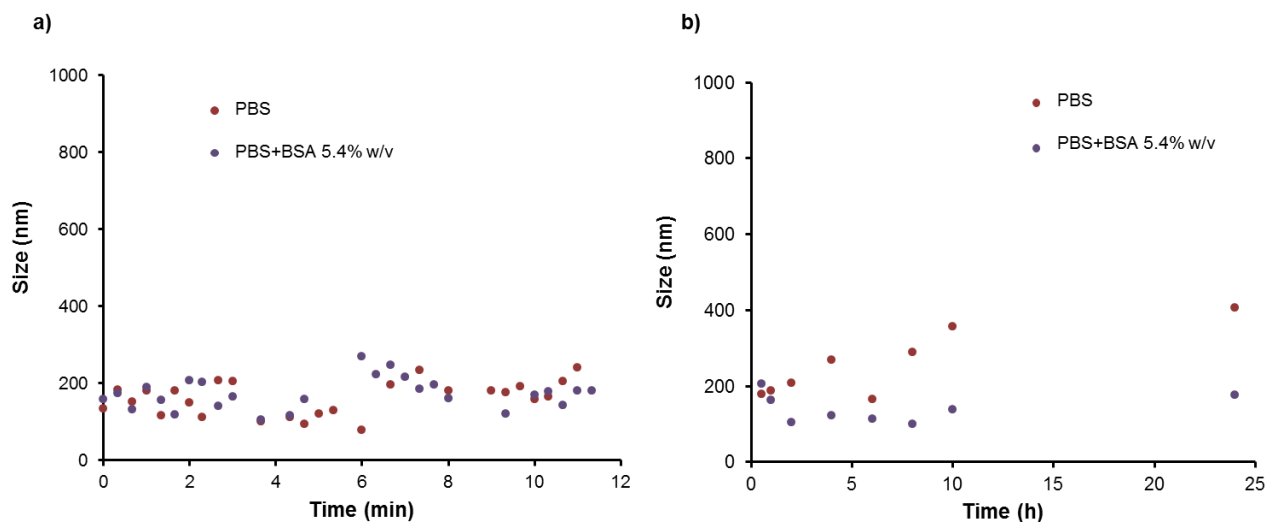 a)
1000
800
600
400
200
0
Size (nm)
PBS
PBS+BSA 5.4% w/v
0 2 4 6 8 10 12
Time (min)
b)
1000
800
600
400
200
0
Size (nm)
PBS
PBS+BSA 5.4% w/v
0 5 10 15 20 25
Time (h)